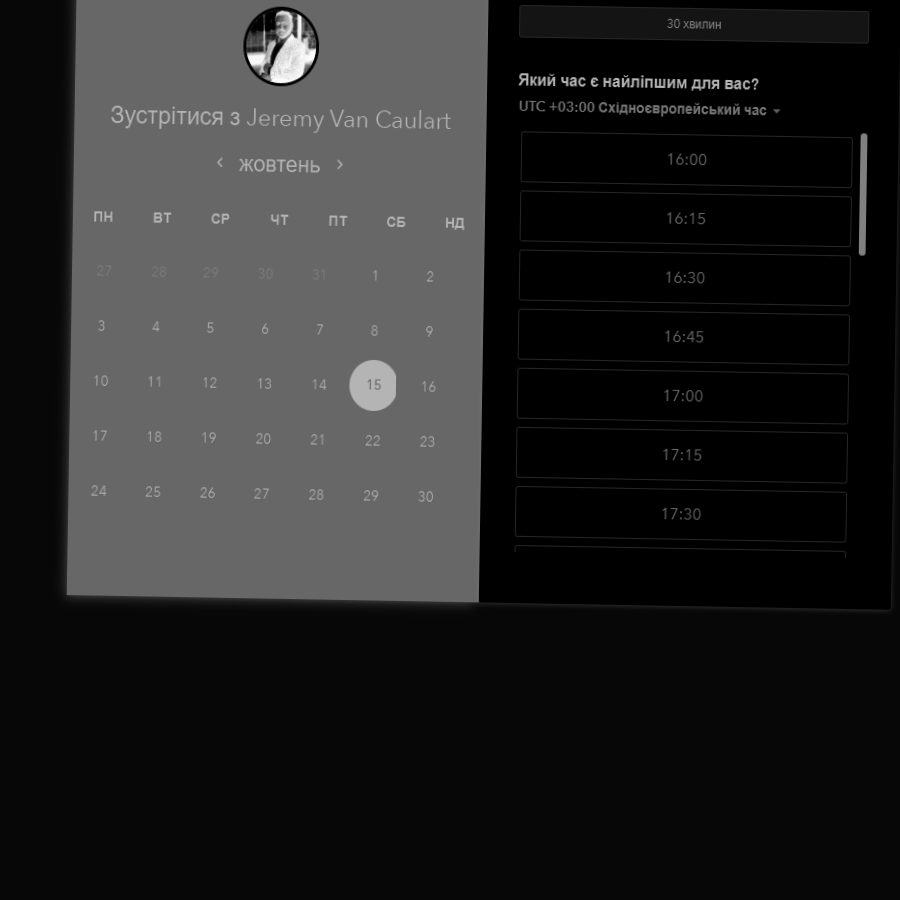 Зустрітися з Jeremy Van Caulart
‹ жовтень ›
ПН ВТ СР ЧТ ПТ СБ НД
27 28 29 30 31 1 2
3 4 5 6 7 8 9
10 11 12 13 14 15 16
17 18 19 20 21 22 23
24 25 26 27 28 29 30
30 хвилин
Який час є найліпшим для вас?
UTC +03:00 Східноєвропейський час
16:00
16:15
16:30
16:45
17:00
17:15
17:30